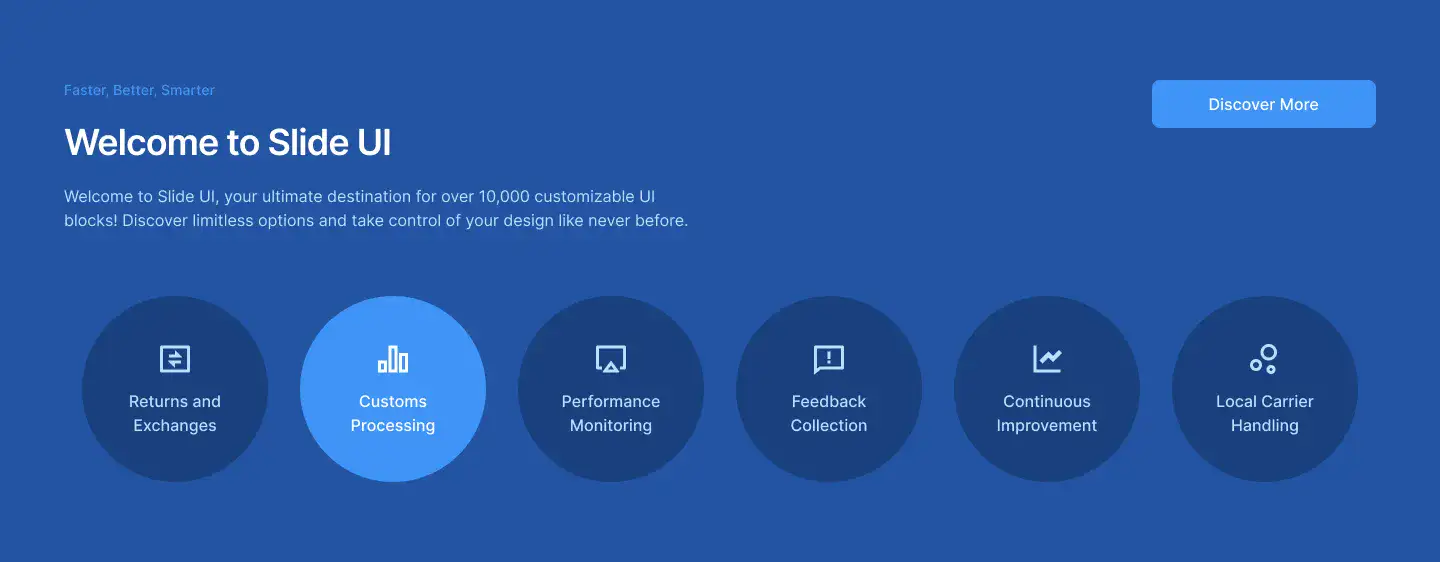 Faster, Better, Smarter
Welcome to Slide UI
Welcome to Slide UI, your ultimate destination for over 10,000 customizable UI
blocks! Discover limitless options and take control of your design like never before.
Discover More
Returns and
Exchanges
Customs
Processing
Performance
Monitoring
Feedback
Collection
Continuous
Improvement
Local Carrier
Handling